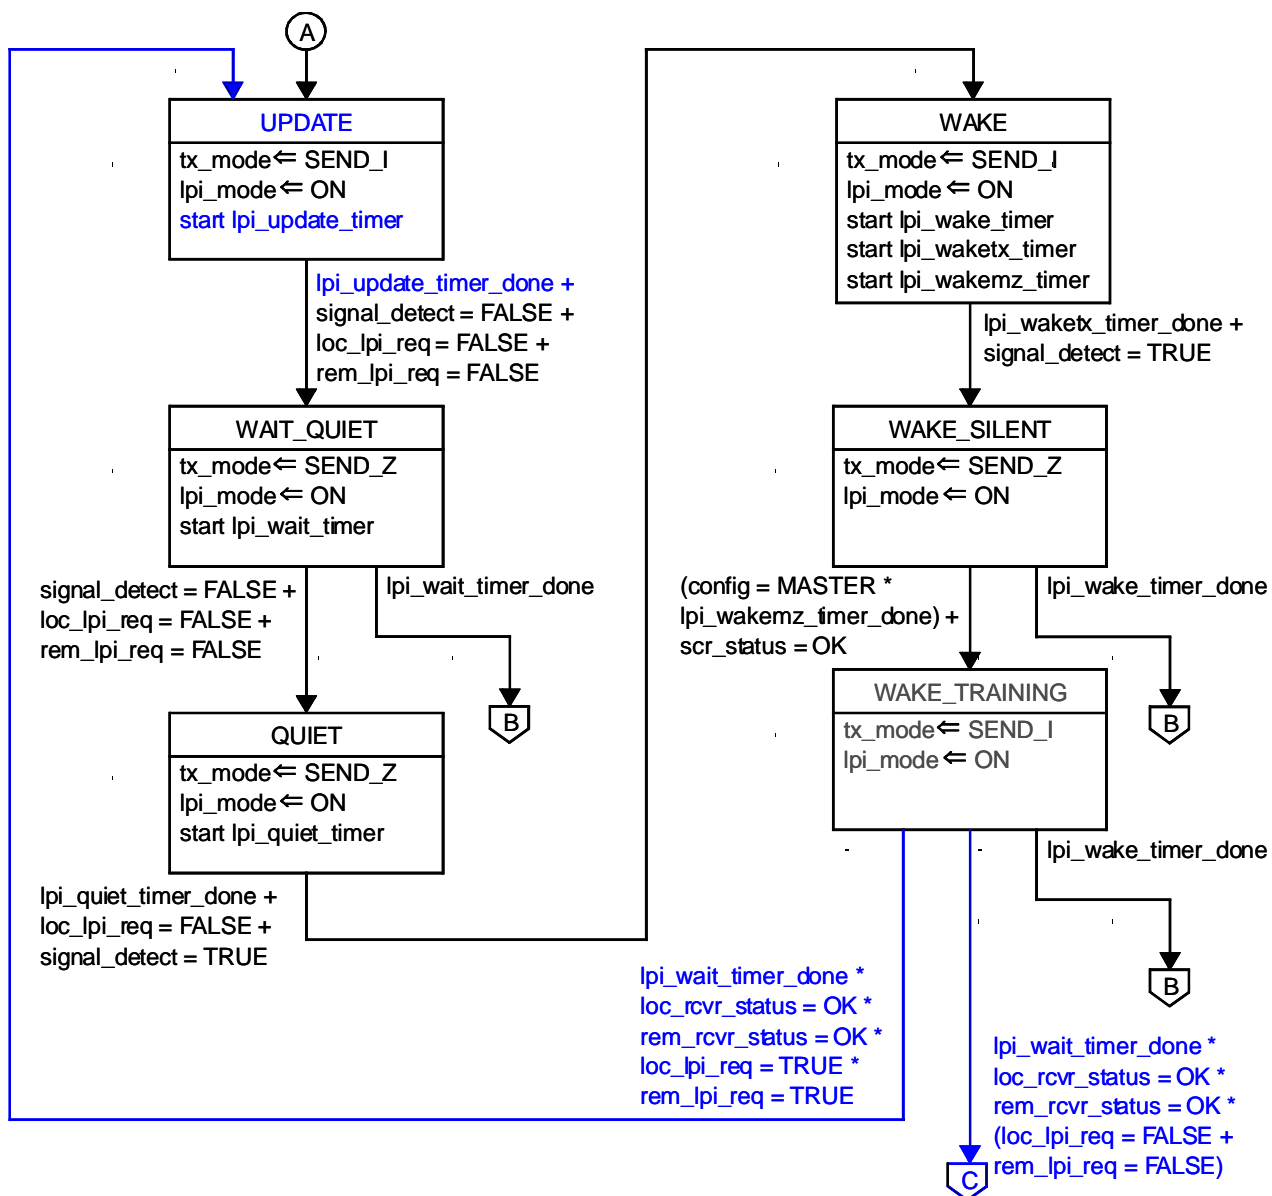 A
UPDATE
tx_mode⇐ SEND_I
lpi_mode⇐ ON
start lpi_update_timer
lpi_update_timer_done +
signal_detect = FALSE +
loc_lpi_req = FALSE +
rem_lpi_req = FALSE
WAIT_QUIET
tx_mode⇐ SEND_Z
lpi_mode⇐ ON
start lpi_wait_timer
signal_detect = FALSE +
loc_lpi_req = FALSE +
rem_lpi_req = FALSE
lpi_wait_timer_done
B
QUIET
tx_mode⇐ SEND_Z
lpi_mode⇐ ON
start lpi_quiet_timer
lpi_quiet_timer_done +
loc_lpi_req = FALSE +
signal_detect = TRUE
WAKE
tx_mode⇐ SEND_I
lpi_mode⇐ ON
start lpi_wake_timer
start lpi_waketx_timer
start lpi_wakemz_timer
lpi_waketx_timer_done +
signal_detect = TRUE
WAKE_SILENT
tx_mode⇐ SEND_Z
lpi_mode⇐ ON
(config = MASTER *
lpi_wakemz_timer_done) +
scr_status = OK
lpi_wake_timer_done
B
WAKE_TRAINING
tx_mode⇐ SEND_I
lpi_mode⇐ ON
lpi_wake_timer_done
B
lpi_wait_timer_done *
loc_rcvr_status = OK *
rem_rcvr_status = OK *
loc_lpi_req = TRUE *
rem_lpi_req = TRUE
lpi_wait_timer_done *
loc_rcvr_status = OK *
rem_rcvr_status = OK *
(loc_lpi_req = FALSE +
rem_lpi_req = FALSE)
C